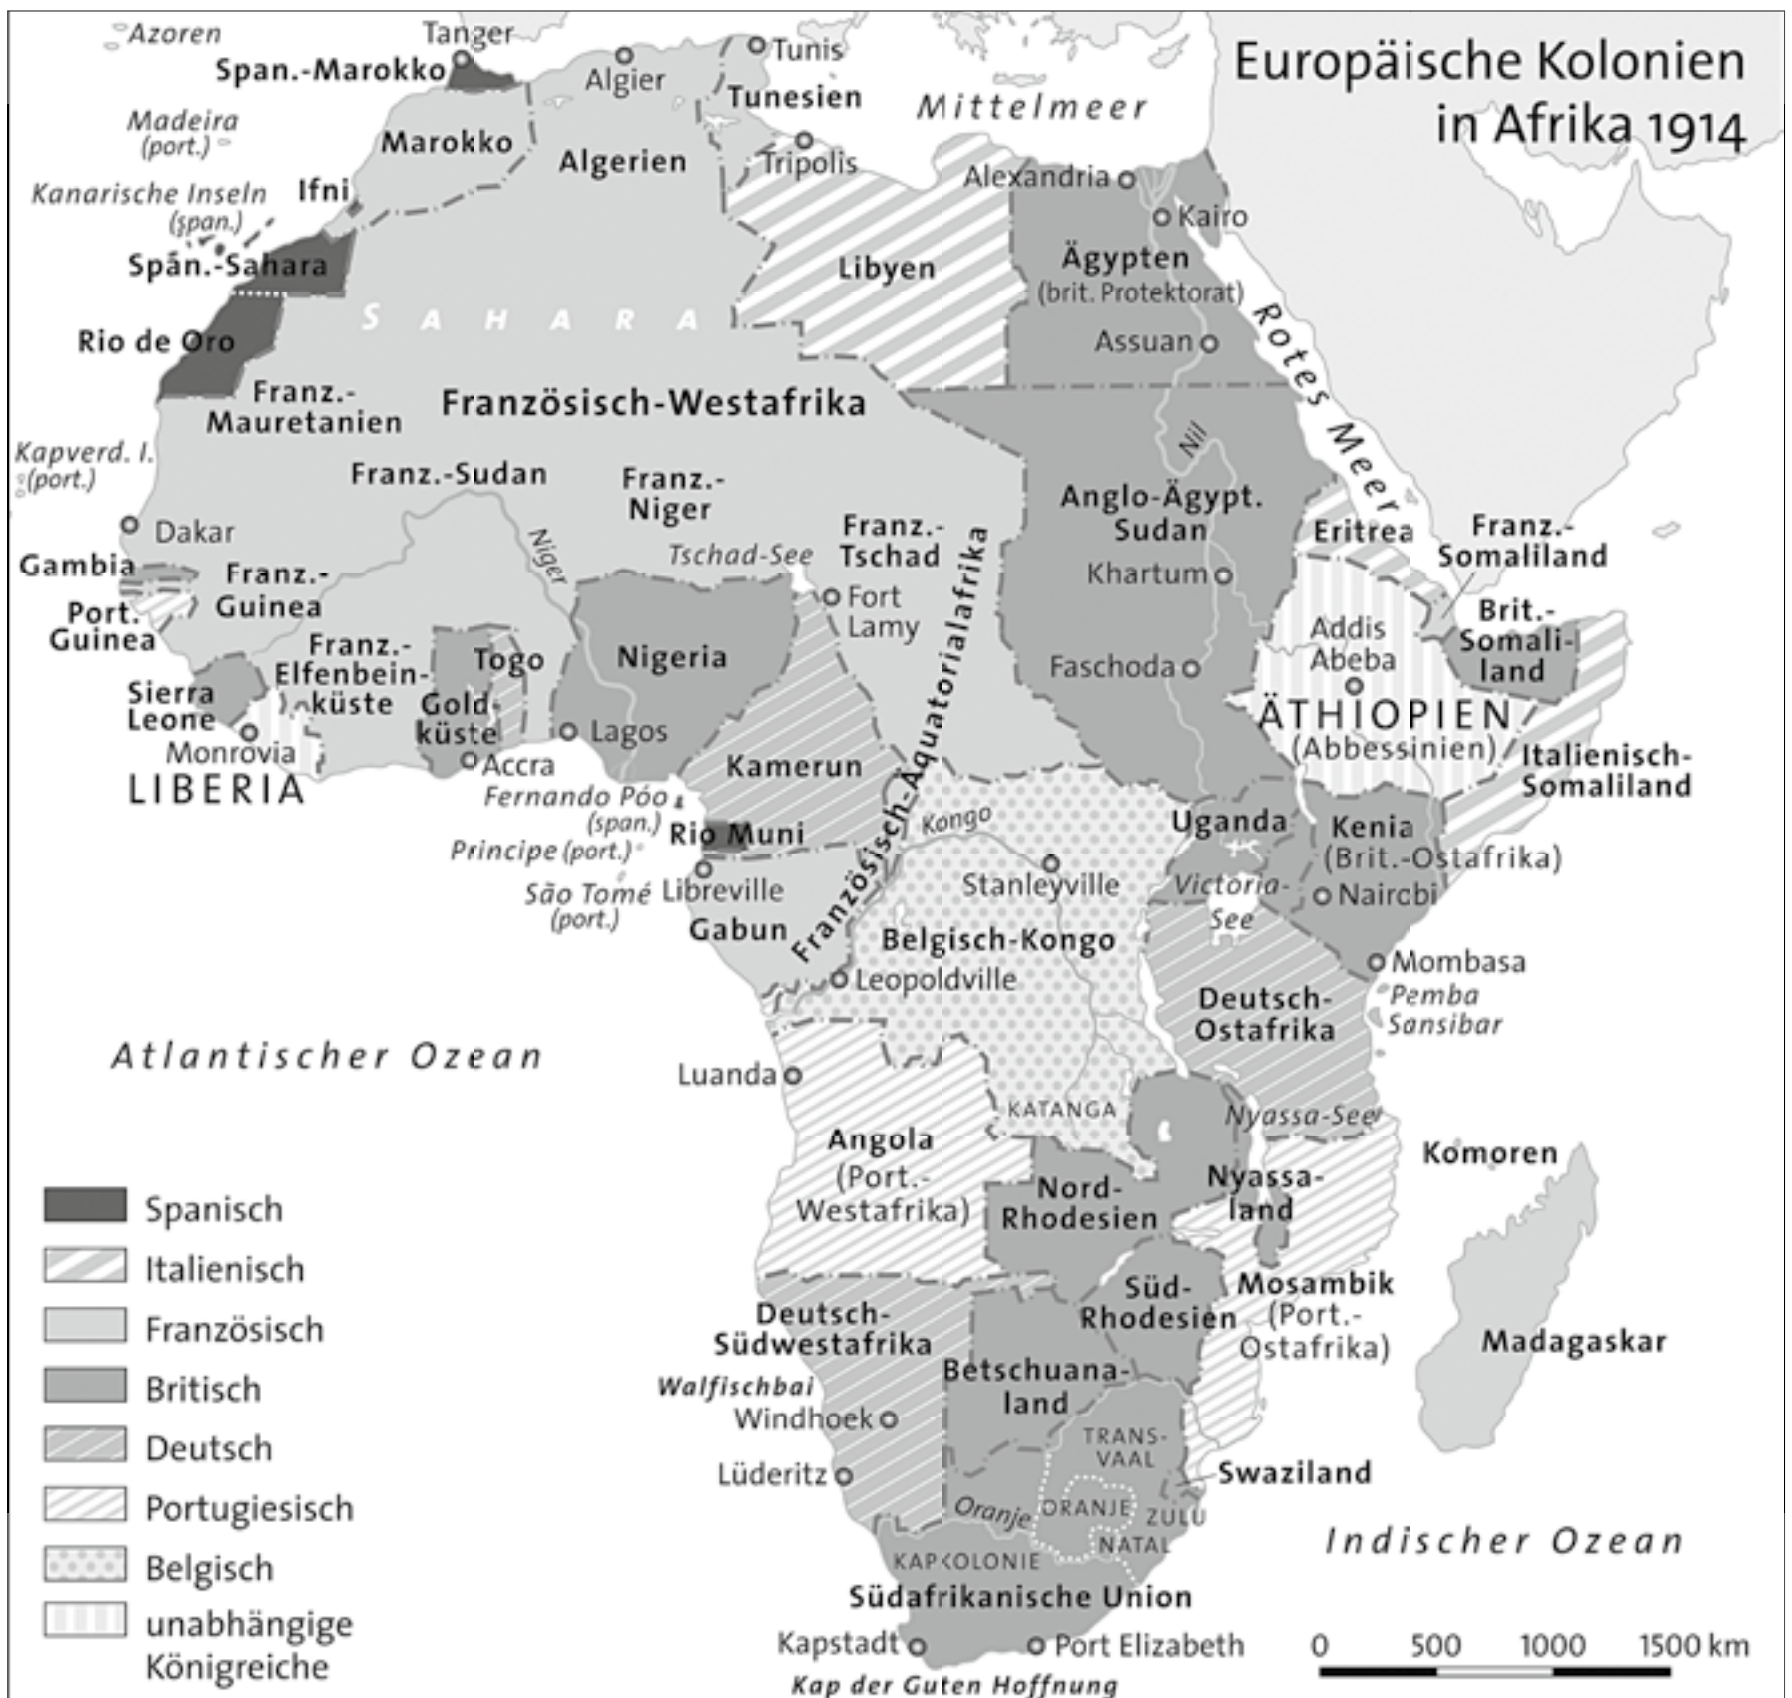 Europäische Kolonien
in Afrika 1914
Azoren
Tanger
Span.-Marokko
Algier
Tunis
Tunesien
Mittelmeer
Madeira
(port.)
Marokko
Algerien
Tripolis
Alexandria
Kanarische Inseln
(span.)
Ifni
Kairo
Span.-Sahara
Libyen
Ägypten
(brit. Protektorat)
SAHARA
Rio de Oro
Assuan
Rotes Meer
Franz.-
Mauretanien
Französisch-Westafrika
Kapverd. I.
(port.)
Franz.-Sudan
Franz.-
Niger
Nil
Anglo-Ägypt.
Sudan
Eritrea
Franz.-
Somaliland
Dakar
Niger
Tschad-See
Franz.-
Tschad
Khartum
Gambia
Franz.-
Guinea
Fort
Lamy
Port.
Guinea
Brit.-
Somali-
land
Addis
Abeba
Franz.-
Elfenbein-
küste
Togo
Nigeria
Faschoda
Sierra
Leone
Gold-
küste
Lagos
ÄTHIOPIEN
(Abbessinien)
Monrovia
LIBERIA
Accra
Kamerun
Italienisch-
Somaliland
Fernando Póo
(span.)
Rio Muni
Französisch-Äquatorialafrika
Kongo
Uganda
Kenia
(Brit.-Ostafrika)
Principe (port.)
São Tomé
(port.)
Libreville
Gabun
Stanleyville
Victoria-
See
Nairobi
Belgisch-Kongo
Leopoldville
Mombasa
Pemba
Sansibar
Deutsch-
Ostafrika
Atlantischer Ozean
Luanda
KATANGA
Nyassa-See
Angola
(Port.-
Westafrika)
Komoren
Nord-
Rhodesien
Nyassa-
land
Mosambik
(Port.-
Ostafrika)
Süd-
Rhodesien
Madagaskar
Deutsch-
Südwestafrika
Betschuana-
land
Walfischbai
Windhoek
TRANS-
VAAL
Lüderitz
Swaziland
Oranje
ORANJE
ZULU
NATAL
KAPKOLONIE
Indischer Ozean
Südafrikanische Union
Kapstadt
Port Elizabeth
Kap der Guten Hoffnung
Spanisch
Italienisch
Französisch
Britisch
Deutsch
Portugiesisch
Belgisch
unabhängige
Königreiche
0 500 1000 1500 km